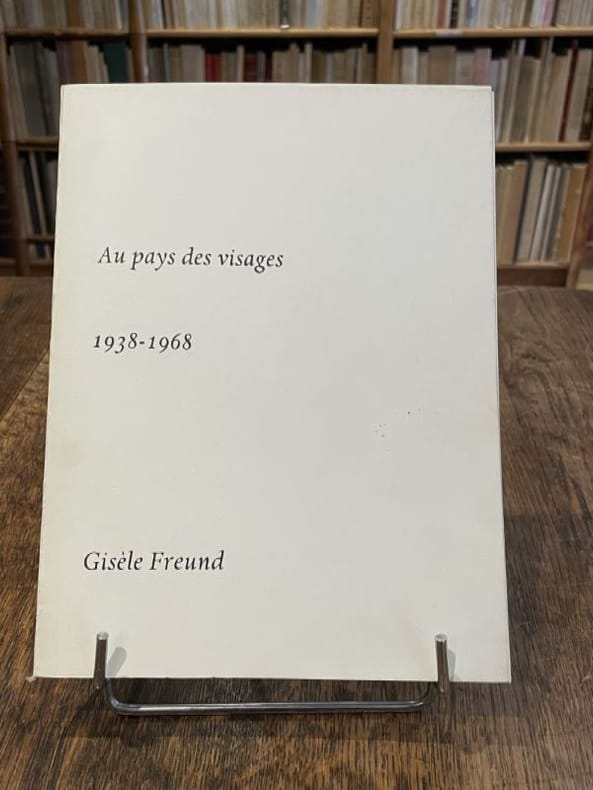 Au pays des visages
1938-1968
Gisèle Freund